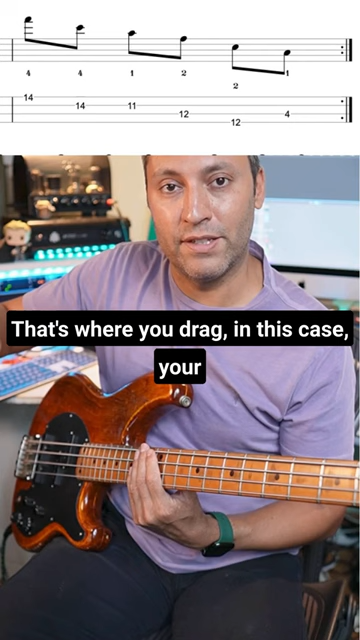 4 4 1 2 1
2
14 14 11
12 12 4
That's where you drag, in this case,
your